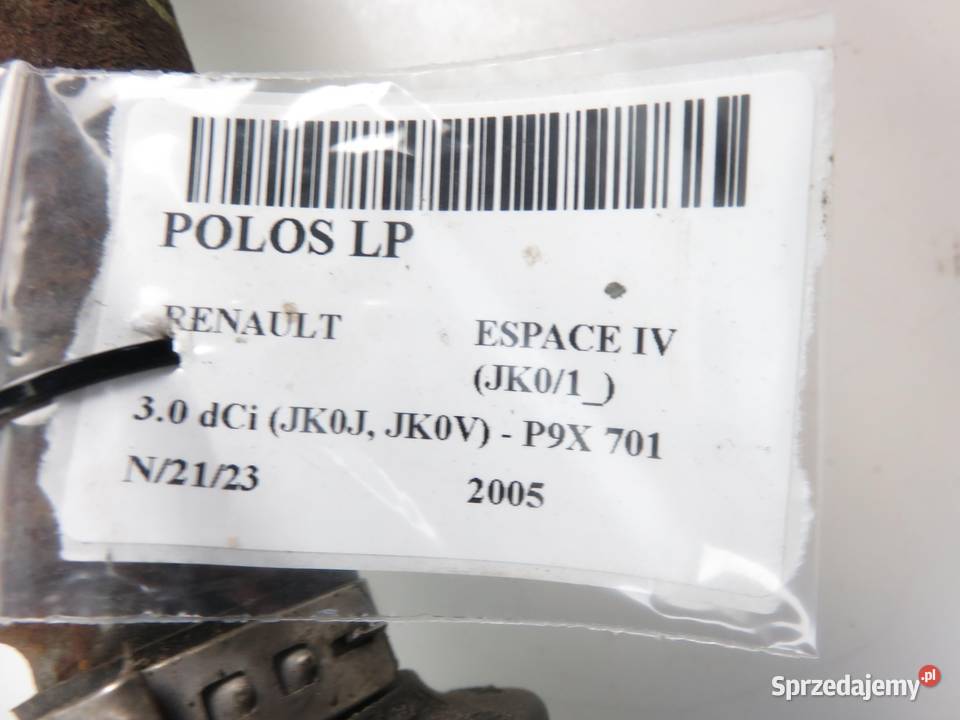 POLOS LP
RENAULT ESPACE IV
(JK0/1_)
3.0 dCi (JK0J, JK0V) - P9X 701
N/21/23 2005
Sprzedajemy.pl